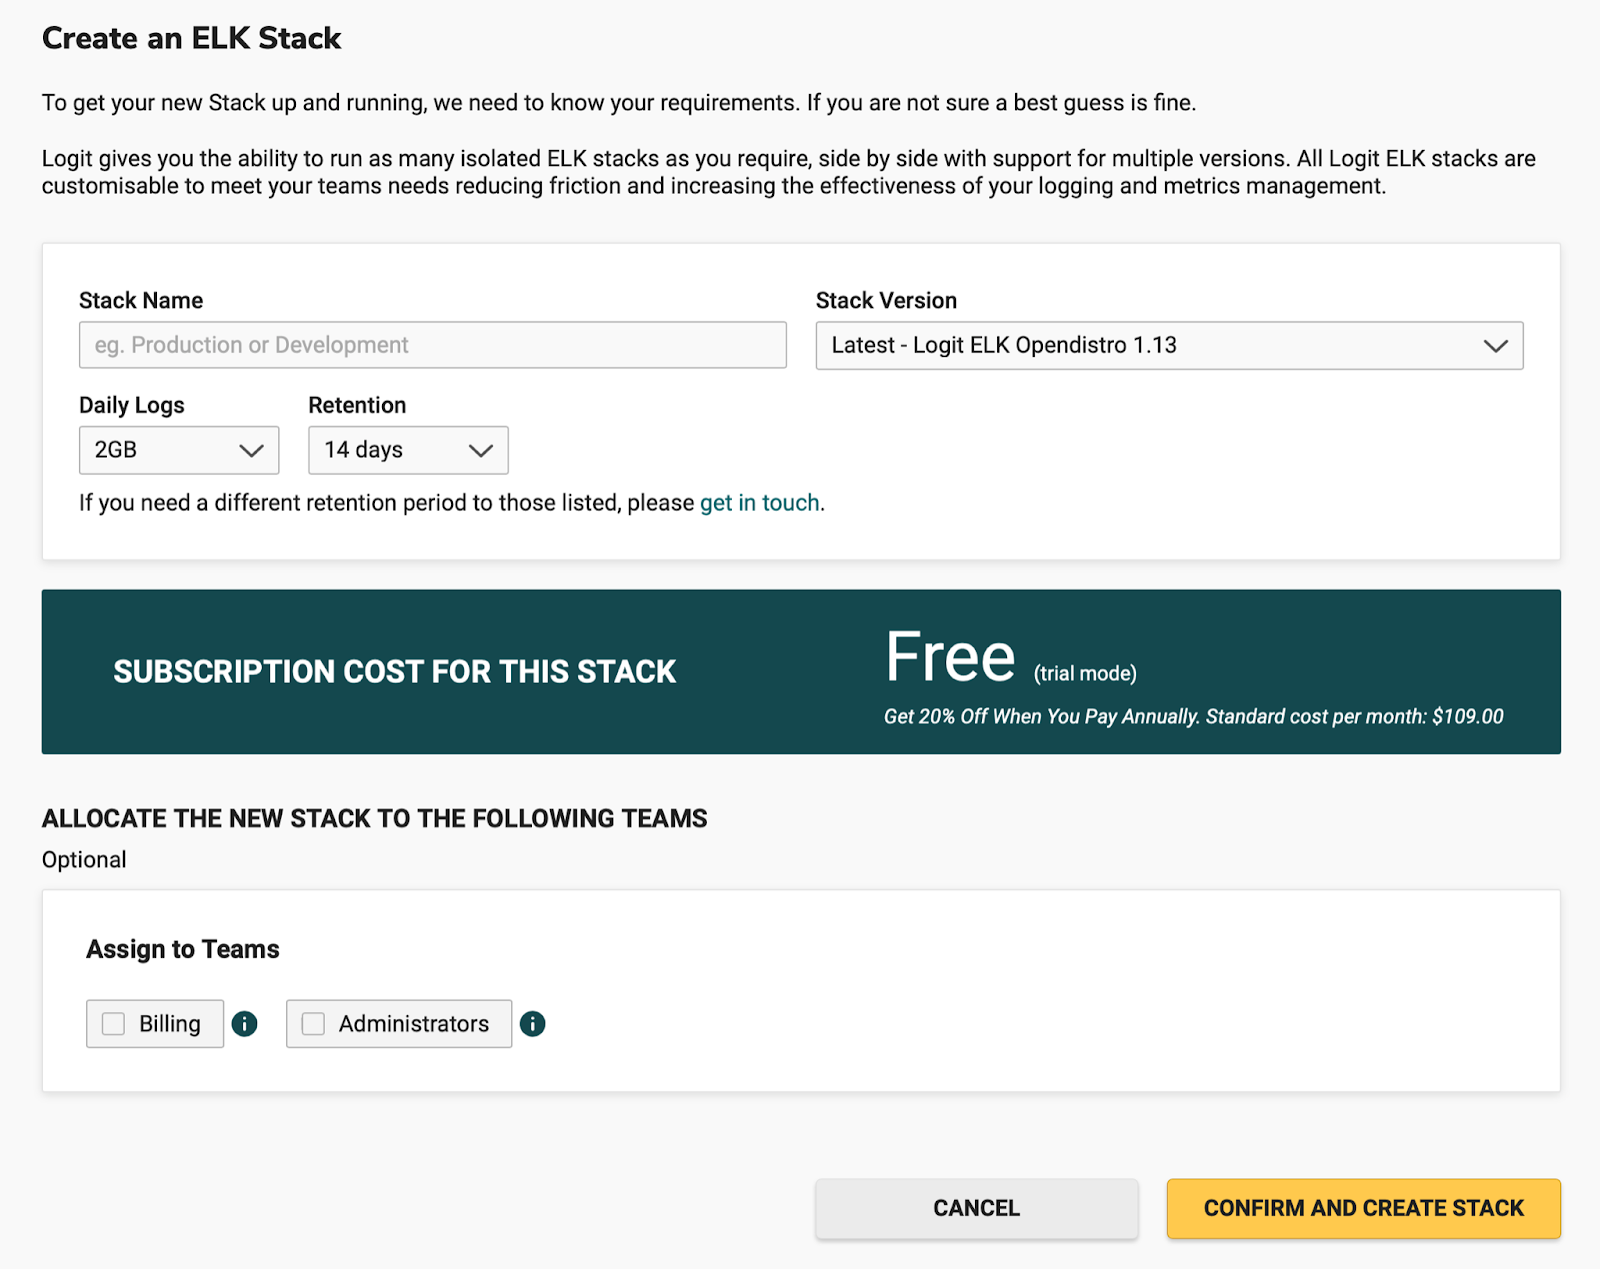 Create an ELK Stack
To get your new Stack up and running, we need to know your requirements. If you are not sure a best guess is fine.
Logit gives you the ability to run as many isolated ELK stacks as you require, side by side with support for multiple versions. All Logit ELK stacks are
customisable to meet your teams needs reducing friction and increasing the effectiveness of your logging and metrics management.
Stack Name
eg. Production or Development
Stack Version
Latest - Logit ELK Opendistro 1.13
Daily Logs
2GB
Retention
14 days
If you need a different retention period to those listed, please get in touch.
SUBSCRIPTION COST FOR THIS STACK
Free (trial mode)
Get 20% Off When You Pay Annually. Standard cost per month: $109.00
ALLOCATE THE NEW STACK TO THE FOLLOWING TEAMS
Optional
Assign to Teams
Billing i Administrators i
CANCEL
CONFIRM AND CREATE STACK